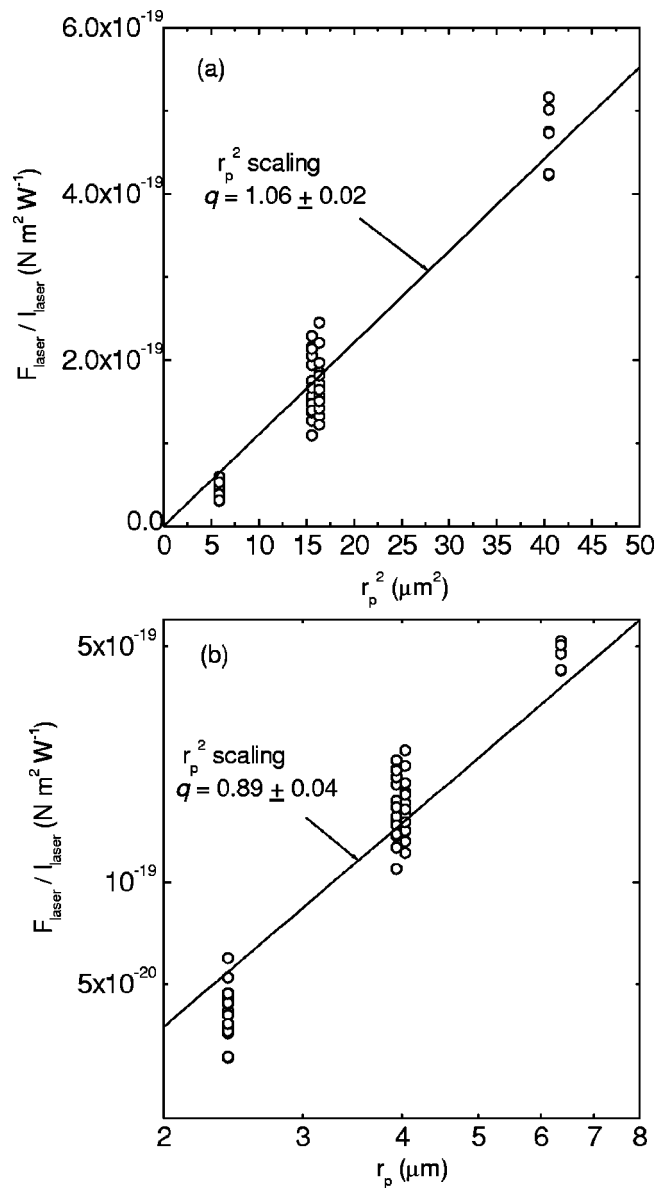 6.0x10⁻¹⁹
(a)
r_p² scaling
q = 1.06 ± 0.02
4.0x10⁻¹⁹
2.0x10⁻¹⁹
0.0
F_laser / I_laser (N m² W⁻¹)
0 5 10 15 20 25 30 35 40 45 50
r_p² (μm²)
5x10⁻¹⁹
(b)
r_p² scaling
q = 0.89 ± 0.04
10⁻¹⁹
5x10⁻²⁰
F_laser / I_laser (N m² W⁻¹)
2 3 4 5 6 7 8
r_p (μm)